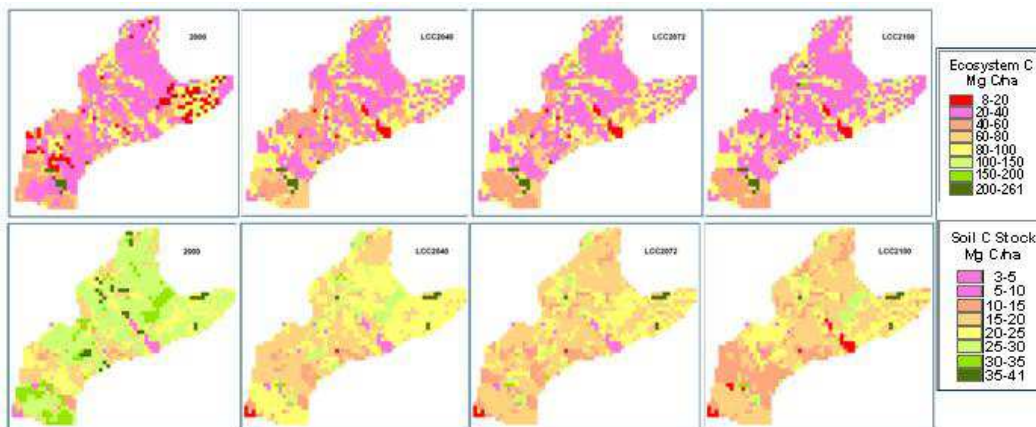 2000
LCC2040
LCC2072
LCC2100
Ecosystem C
Mg C/ha
8-20
20-40
40-60
60-80
80-100
100-150
150-200
200-261
2000
LCC2040
LCC2072
LCC2100
Soil C Stock
Mg C/ha
3-5
5-10
10-15
15-20
20-25
25-30
30-35
35-41